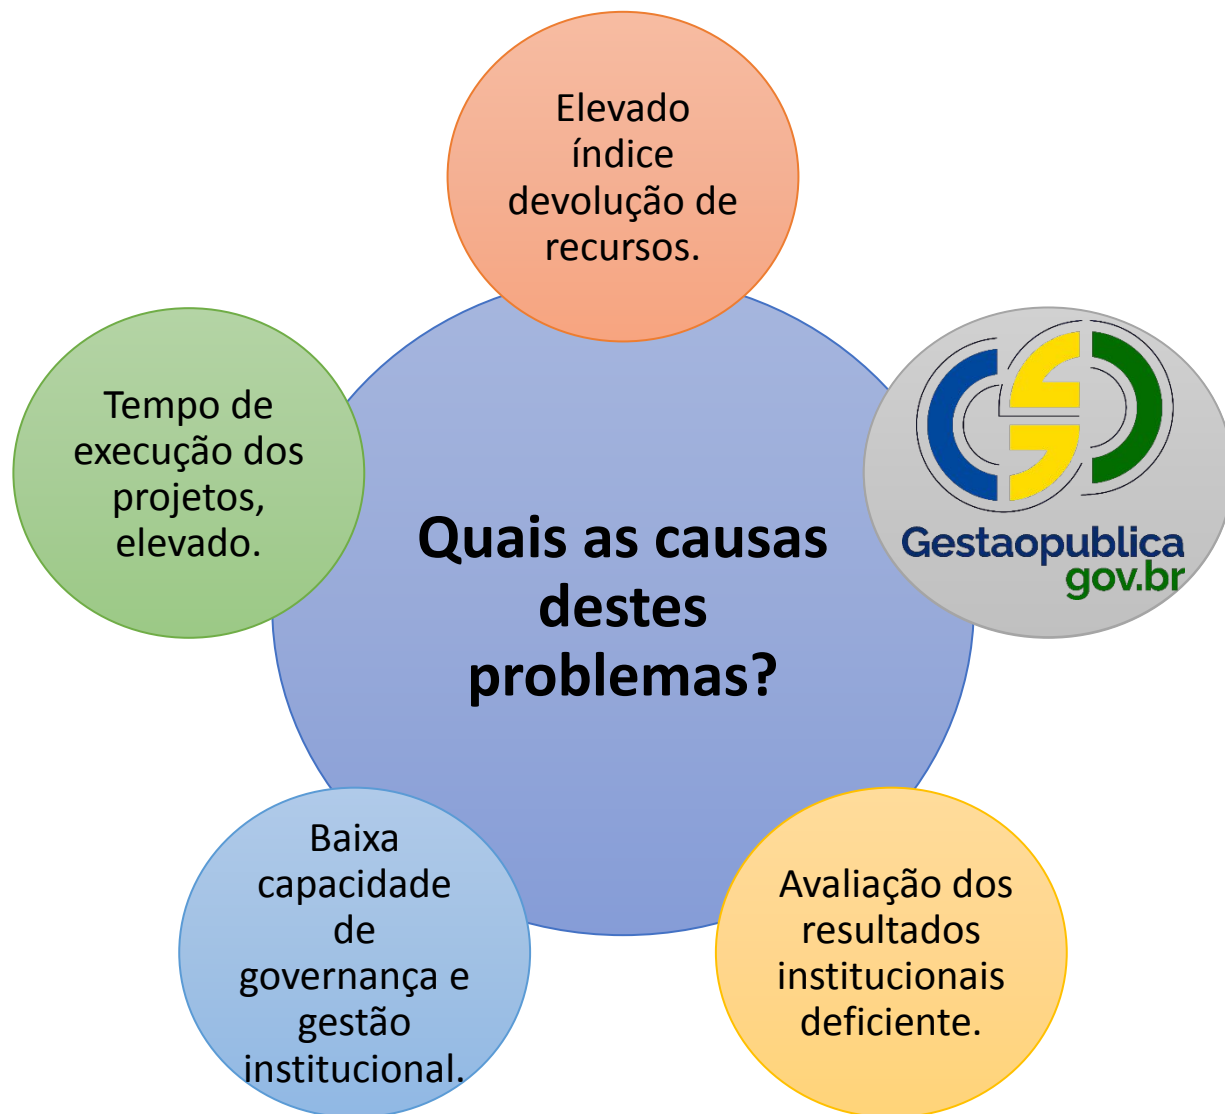 Elevado
índice
devolução de
recursos.
Tempo de
execução dos
projetos,
elevado.
Gestaopublica
gov.br
Quais as causas
destes
problemas?
Baixa
capacidade
de
governança e
gestão
institucional.
Avaliação dos
resultados
institucionais
deficiente.